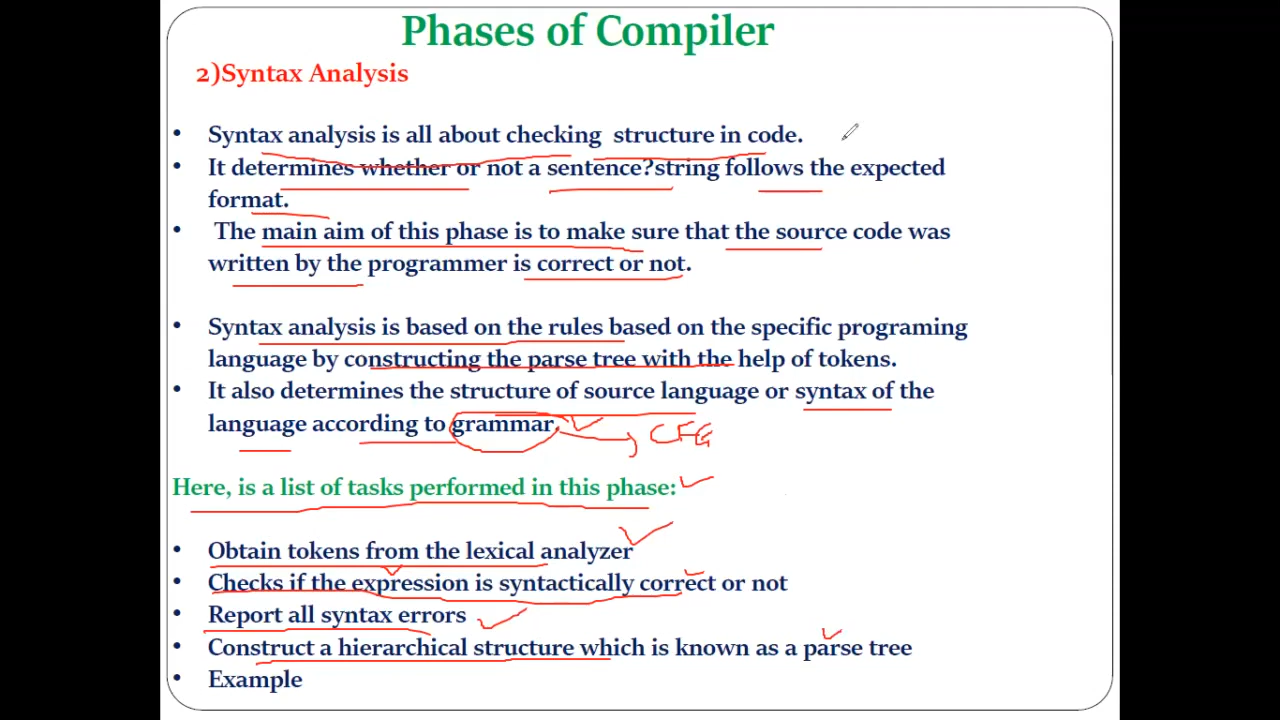 Phases of Compiler
2)Syntax Analysis
• Syntax analysis is all about checking structure in code.
• It determines whether or not a sentence?string follows the expected
format.
• The main aim of this phase is to make sure that the source code was
written by the programmer is correct or not.
• Syntax analysis is based on the rules based on the specific programing
language by constructing the parse tree with the help of tokens.
• It also determines the structure of source language or syntax of the
language according to grammar.
CFG
Here, is a list of tasks performed in this phase:
• Obtain tokens from the lexical analyzer
• Checks if the expression is syntactically correct or not
• Report all syntax errors
• Construct a hierarchical structure which is known as a parse tree
• Example